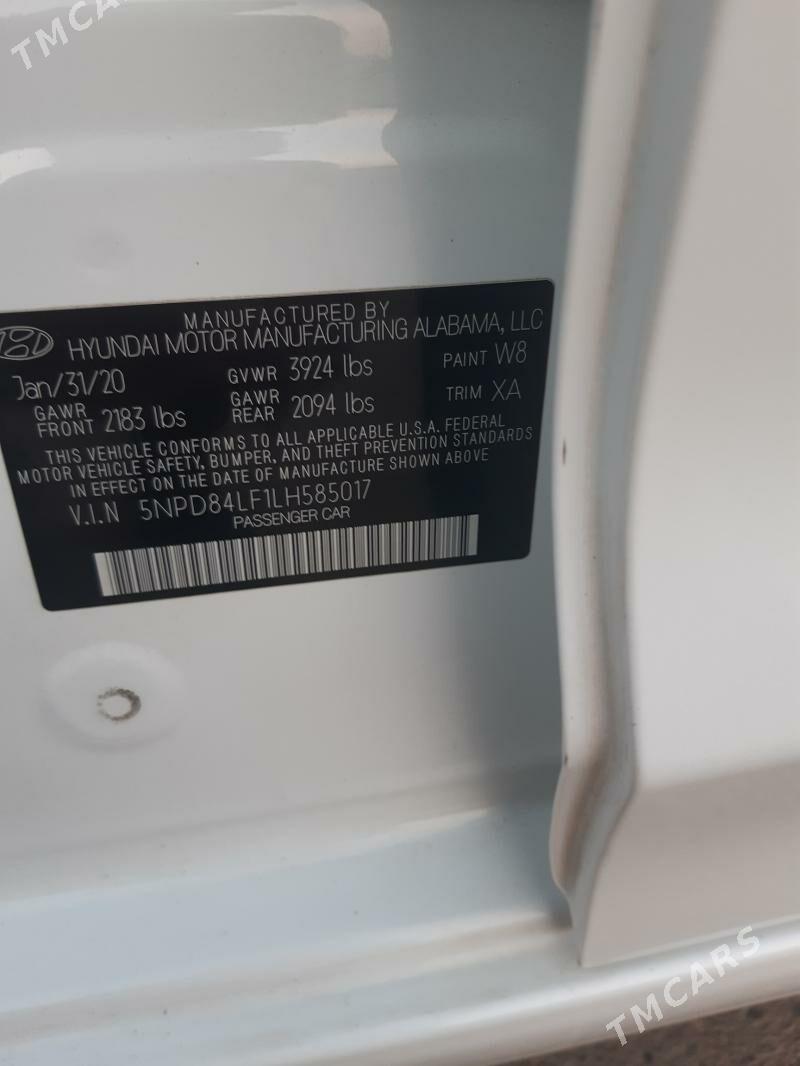 TMCARS
MANUFACTURED BY
HYUNDAI MOTOR MANUFACTURING ALABAMA, LLC
Jan/31/20 GVWR 3924 lbs PAINT W8
GAWR FRONT 2183 lbs GAWR REAR 2094 lbs TRIM XA
THIS VEHICLE CONFORMS TO ALL APPLICABLE U.S.A. FEDERAL
MOTOR VEHICLE SAFETY, BUMPER, AND THEFT PREVENTION STANDARDS
IN EFFECT ON THE DATE OF MANUFACTURE SHOWN ABOVE
V.I.N 5NPD84LF1LH585017
PASSENGER CAR
TMCARS